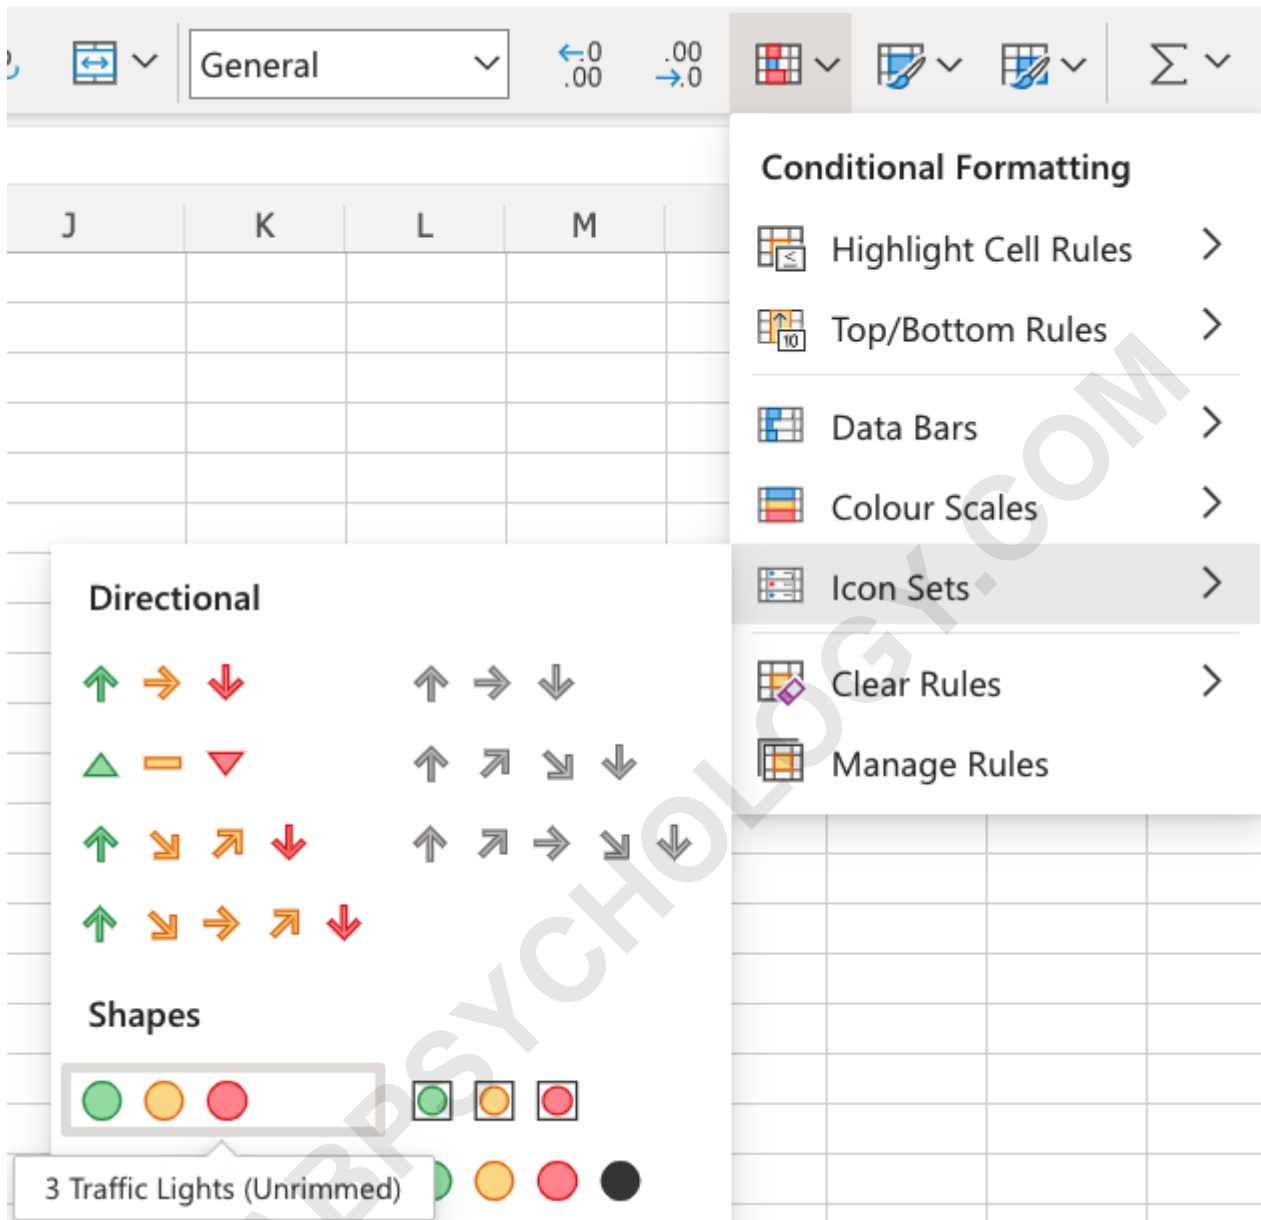 General
←0
.00
.00
→.0
Conditional Formatting
J K L M
Highlight Cell Rules
Top/Bottom Rules
10
Data Bars
Colour Scales
Icon Sets
Clear Rules
Manage Rules
Directional
Shapes
3 Traffic Lights (Unrimmed)
ABPSYCHOLOGY.COM